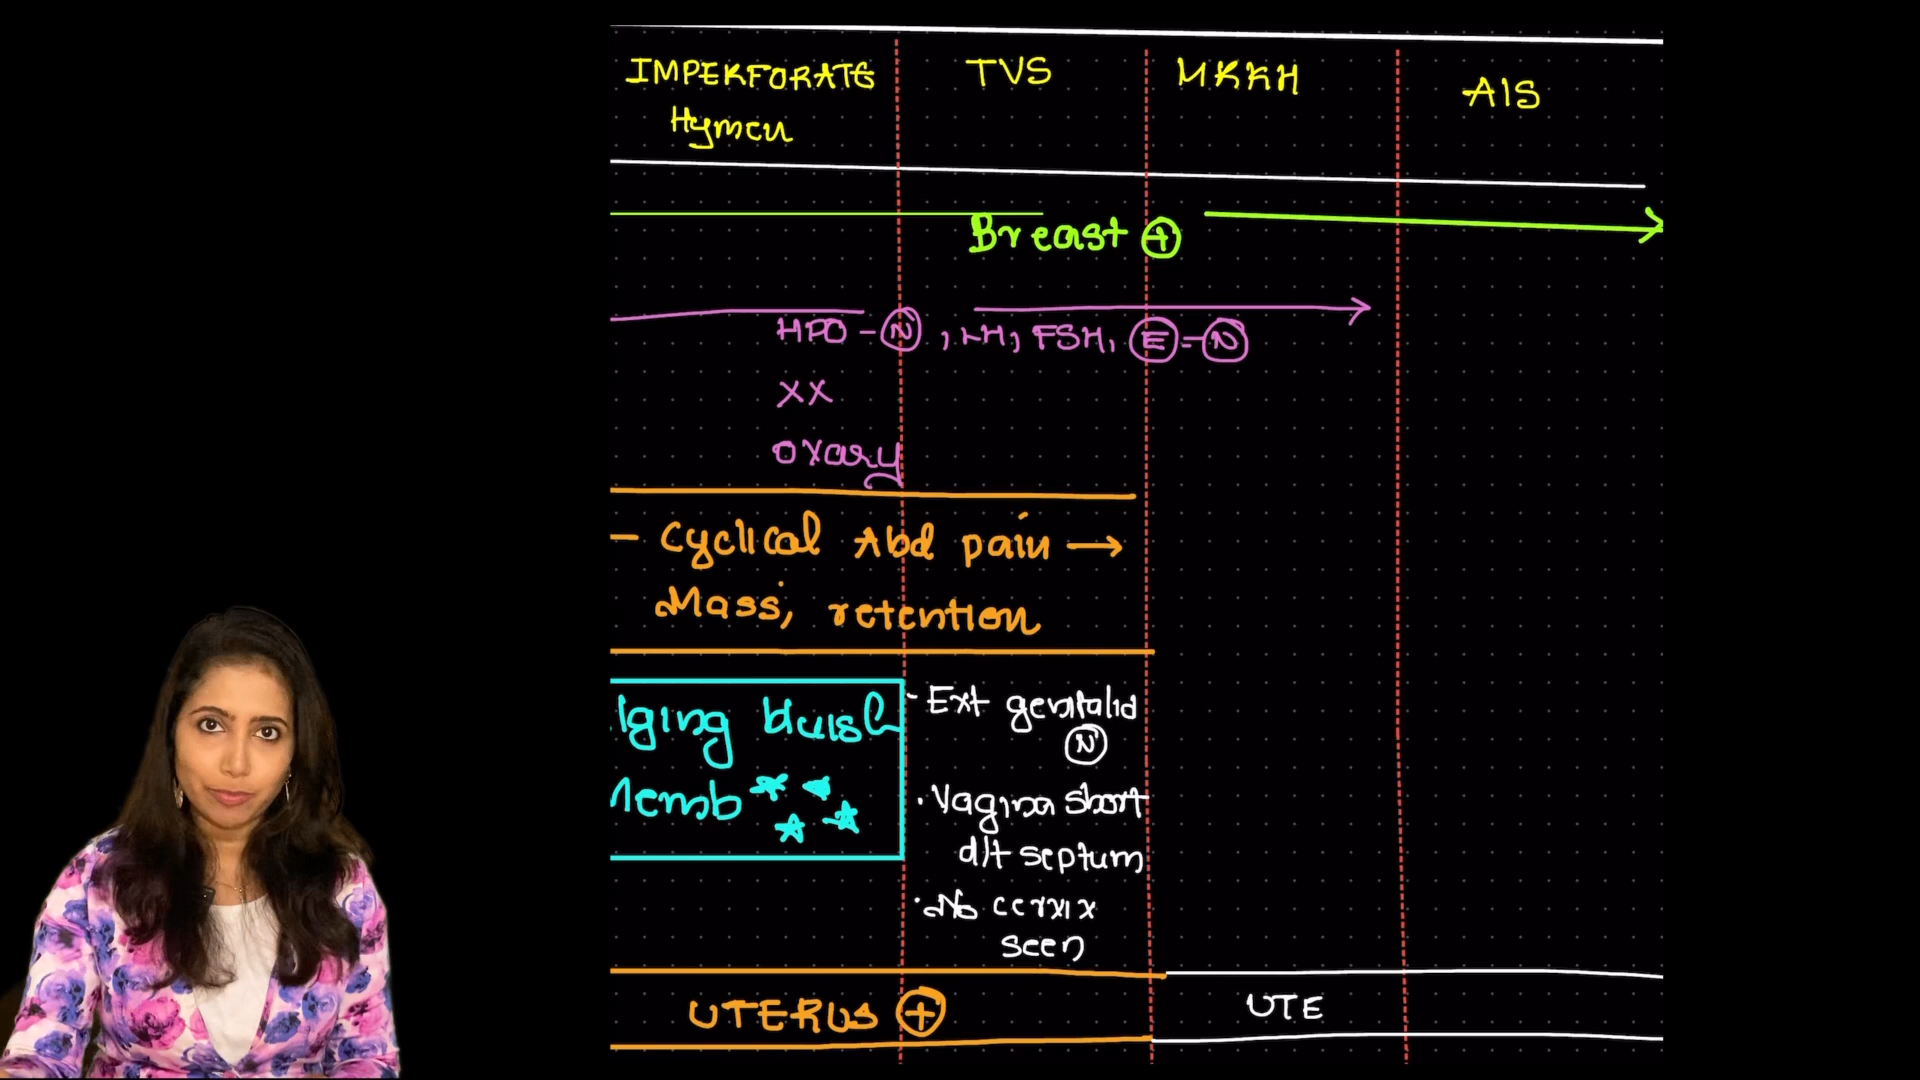 IMPERFORATE
Hymen
TVS
MRKH
AIS
Breast +
HPO - N , LH, FSH, E = N
XX
ovary
- Cyclical Abd pain →
Mass, retention
lging bluish
Memb
- Ext genitalia
N
. Vagina short
d/t septum
. No cervix
seen
UTERUS +
UTE